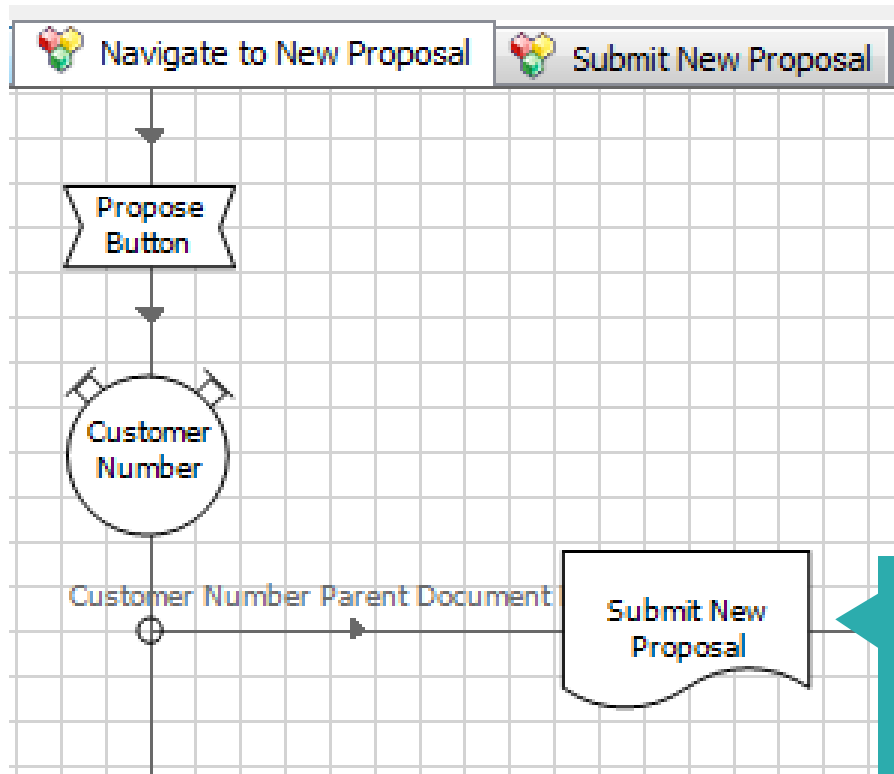 Navigate to New Proposal
Submit New Proposal
Propose
Button
Customer
Number
Customer Number Parent Document
Submit New
Proposal